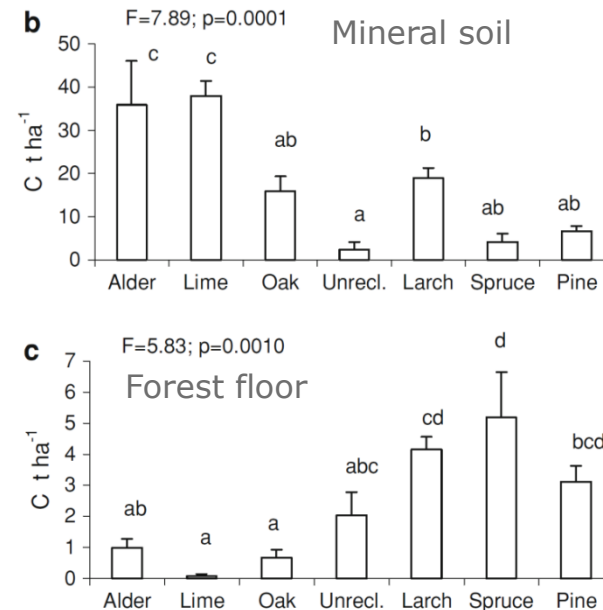 b
F=7.89; p=0.0001
Mineral soil
C t ha-1
50
40
30
20
10
0
c
c
ab
a
b
ab
ab
Alder Lime Oak Unrecl. Larch Spruce Pine
c
F=5.83; p=0.0010
Forest floor
C t ha-1
7
6
5
4
3
2
1
0
ab
a
a
abc
cd
d
bcd
Alder Lime Oak Unrecl. Larch Spruce Pine